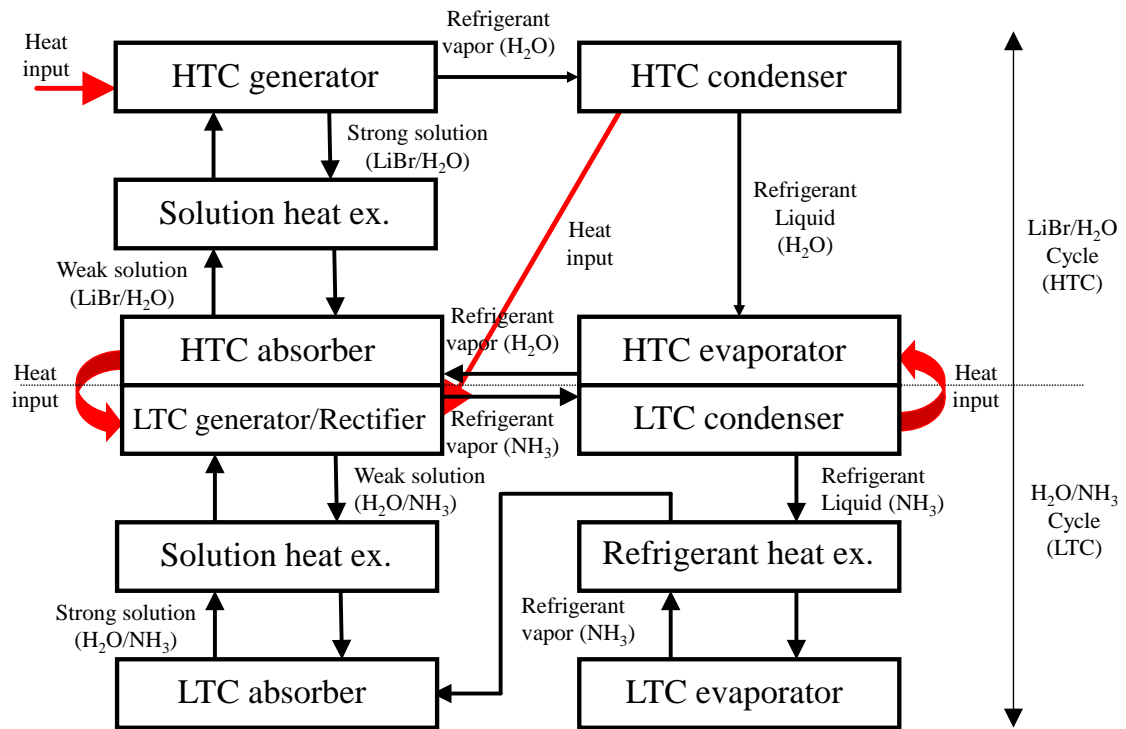 Heat
input
HTC generator
Refrigerant
vapor (H₂O)
HTC condenser
Strong solution
(LiBr/H₂O)
Solution heat ex.
Refrigerant
Liquid
(H₂O)
Heat
input
LiBr/H₂O
Cycle
(HTC)
Weak solution
(LiBr/H₂O)
HTC absorber
Refrigerant
vapor (H₂O)
HTC evaporator
Heat
input
Heat
input
LTC generator/Rectifier
Refrigerant
vapor (NH₃)
LTC condenser
Weak solution
(H₂O/NH₃)
Refrigerant
Liquid (NH₃)
H₂O/NH₃
Cycle
(LTC)
Solution heat ex.
Refrigerant heat ex.
Strong solution
(H₂O/NH₃)
Refrigerant
vapor (NH₃)
LTC absorber
LTC evaporator